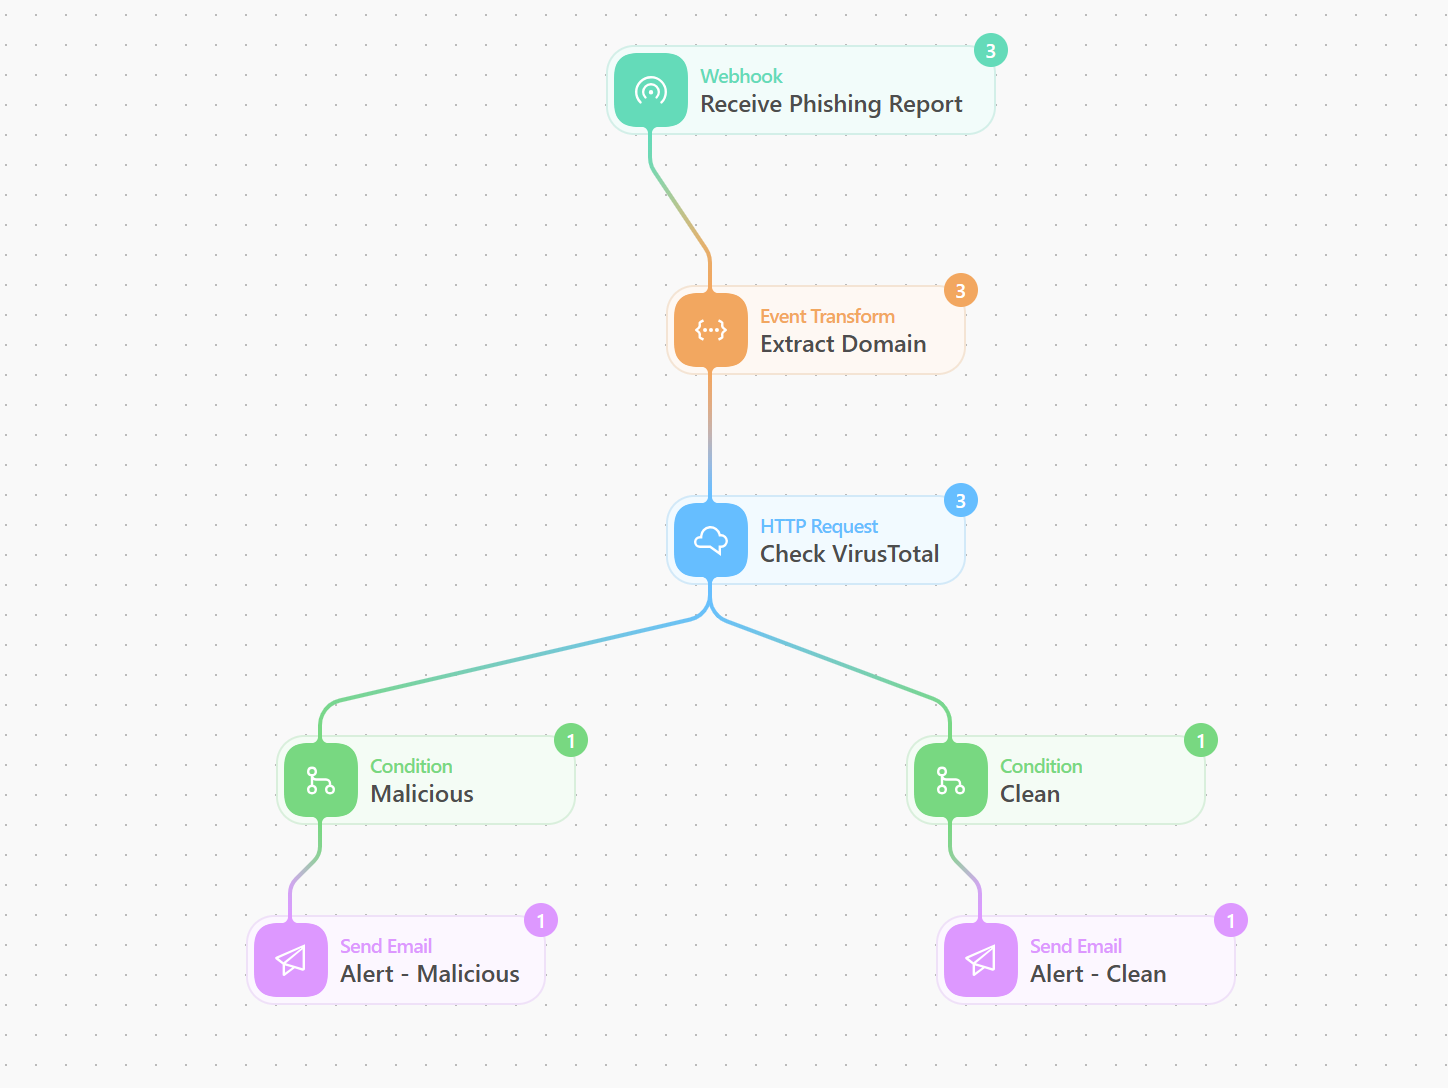 3
Webhook
Receive Phishing Report
3
Event Transform
Extract Domain
3
HTTP Request
Check VirusTotal
1
Condition
Malicious
1
Condition
Clean
1
Send Email
Alert - Malicious
1
Send Email
Alert - Clean